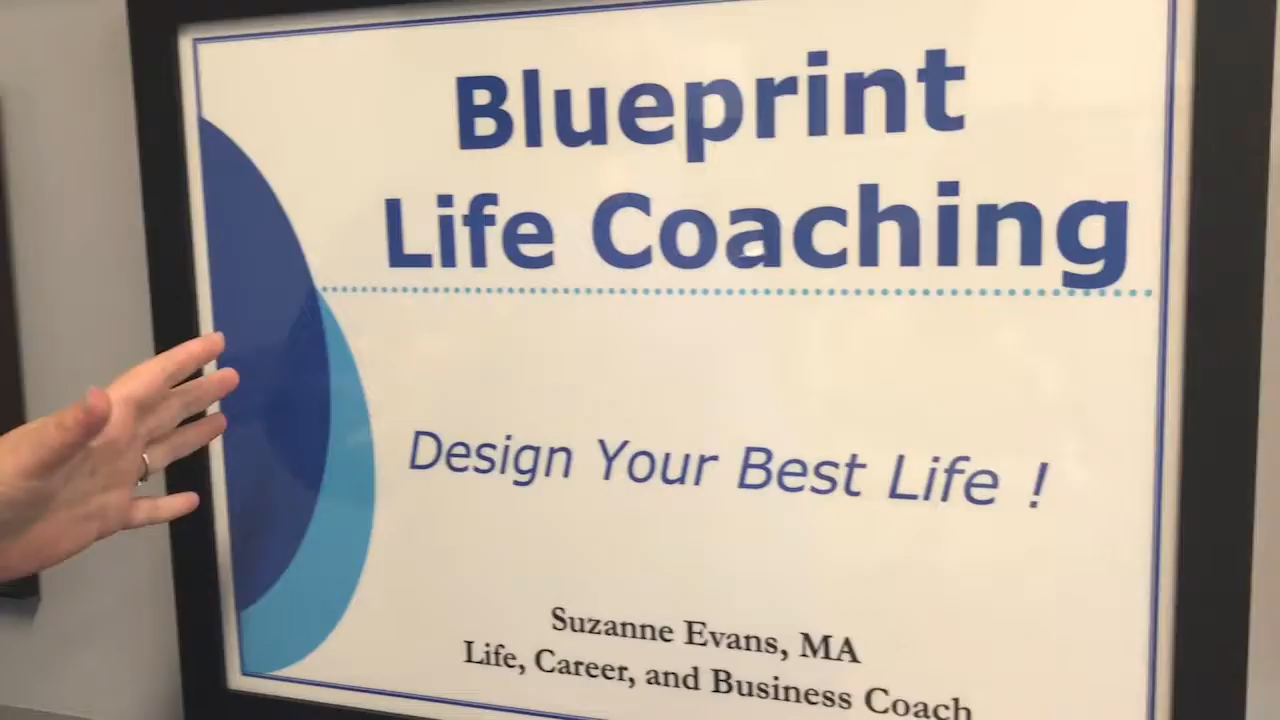 Blueprint
Life Coaching
Design Your Best Life !
Suzanne Evans, MA
Life, Career, and Business Coach